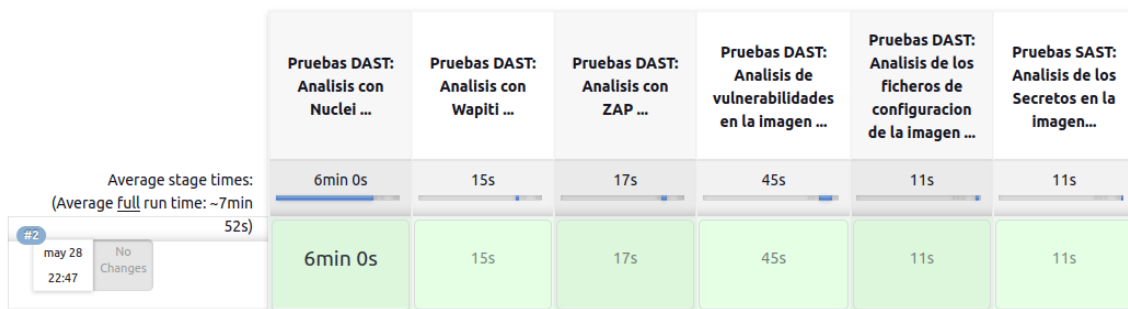 Pruebas DAST:
Analisis con
Nuclei ...
Pruebas DAST:
Analisis con
Wapiti ...
Pruebas DAST:
Analisis con
ZAP ...
Pruebas DAST:
Analisis de
vulnerabilidades
en la imagen ...
Pruebas DAST:
Analisis de los
ficheros de
configuracion
de la imagen ...
Pruebas SAST:
Analisis de los
Secretos en la
imagen...
Average stage times:
(Average full run time: ~7min
52s)
6min 0s
15s
17s
45s
11s
11s
#2
may 28
22:47
No
Changes
6min 0s
15s
17s
45s
11s
11s